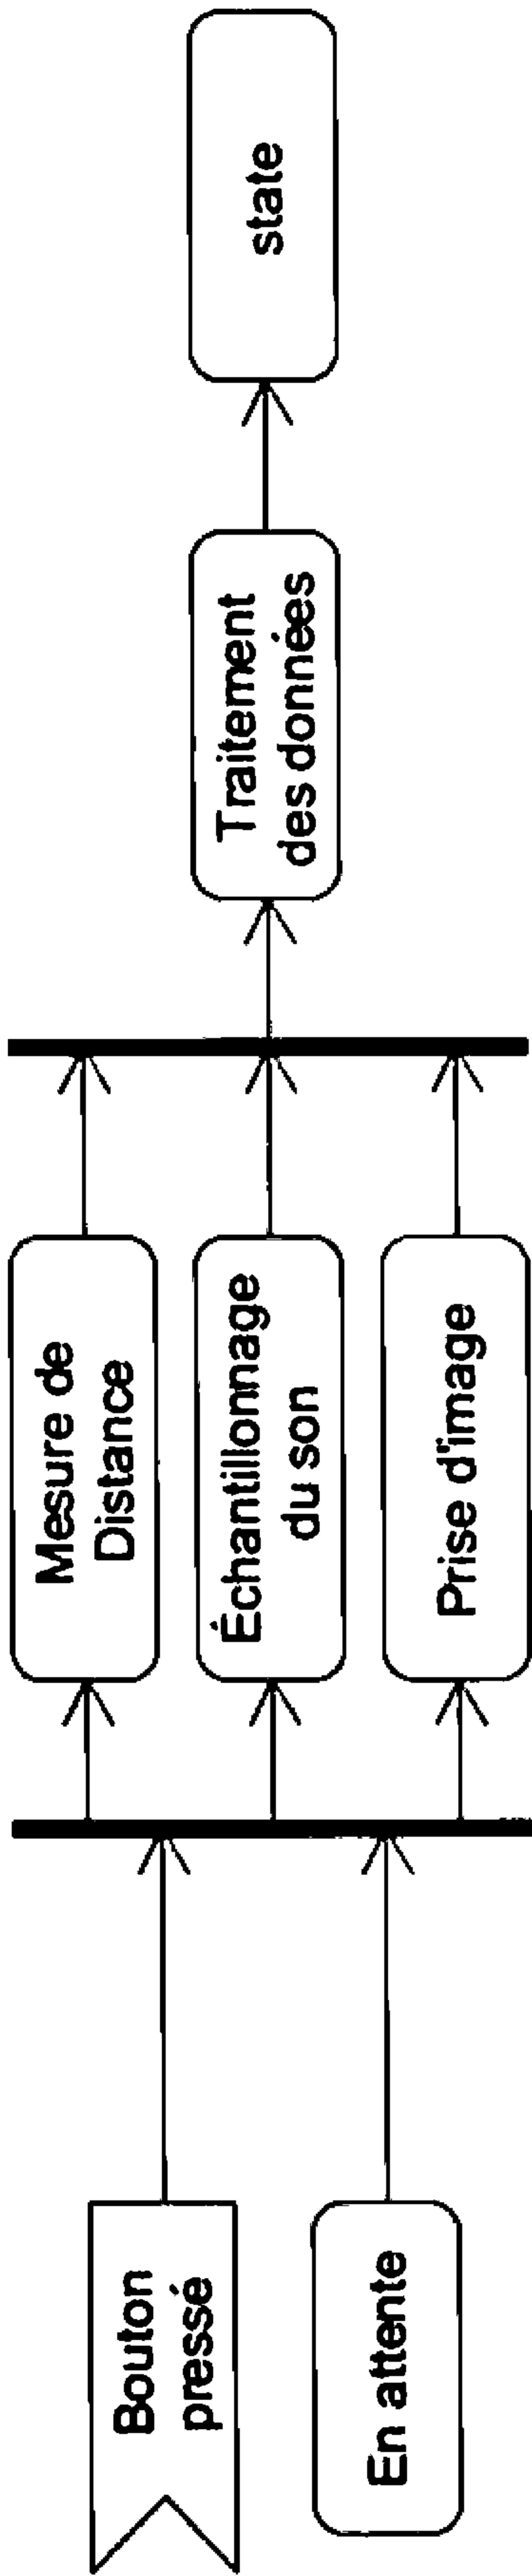 Bouton
pressé
En attente
Mesure de
Distance
Échantillonnage
du son
Prise d'image
Traitement
des données
state